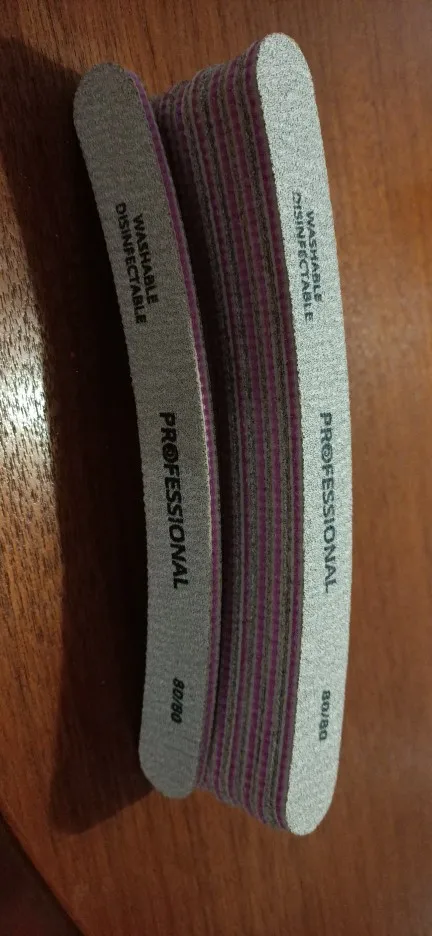 WASHABLE
DISINFECTABLE
PROFESSIONAL
80/80
WASHABLE
DISINFECTABLE
PROFESSIONAL
80/80